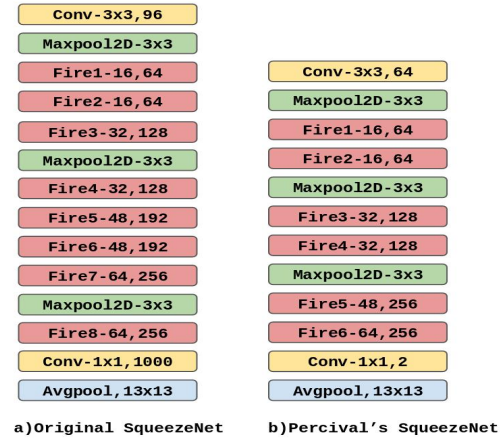 Conv-3x3,96
Maxpool2D-3x3
Fire1-16,64
Fire2-16,64
Fire3-32,128
Maxpool2D-3x3
Fire4-32,128
Fire5-48,192
Fire6-48,192
Fire7-64,256
Maxpool2D-3x3
Fire8-64,256
Conv-1x1,1000
Avgpool,13x13
a)Original SqueezeNet
Conv-3x3,64
Maxpool2D-3x3
Fire1-16,64
Fire2-16,64
Maxpool2D-3x3
Fire3-32,128
Fire4-32,128
Maxpool2D-3x3
Fire5-48,256
Fire6-64,256
Conv-1x1,2
Avgpool,13x13
b)Percival's SqueezeNet